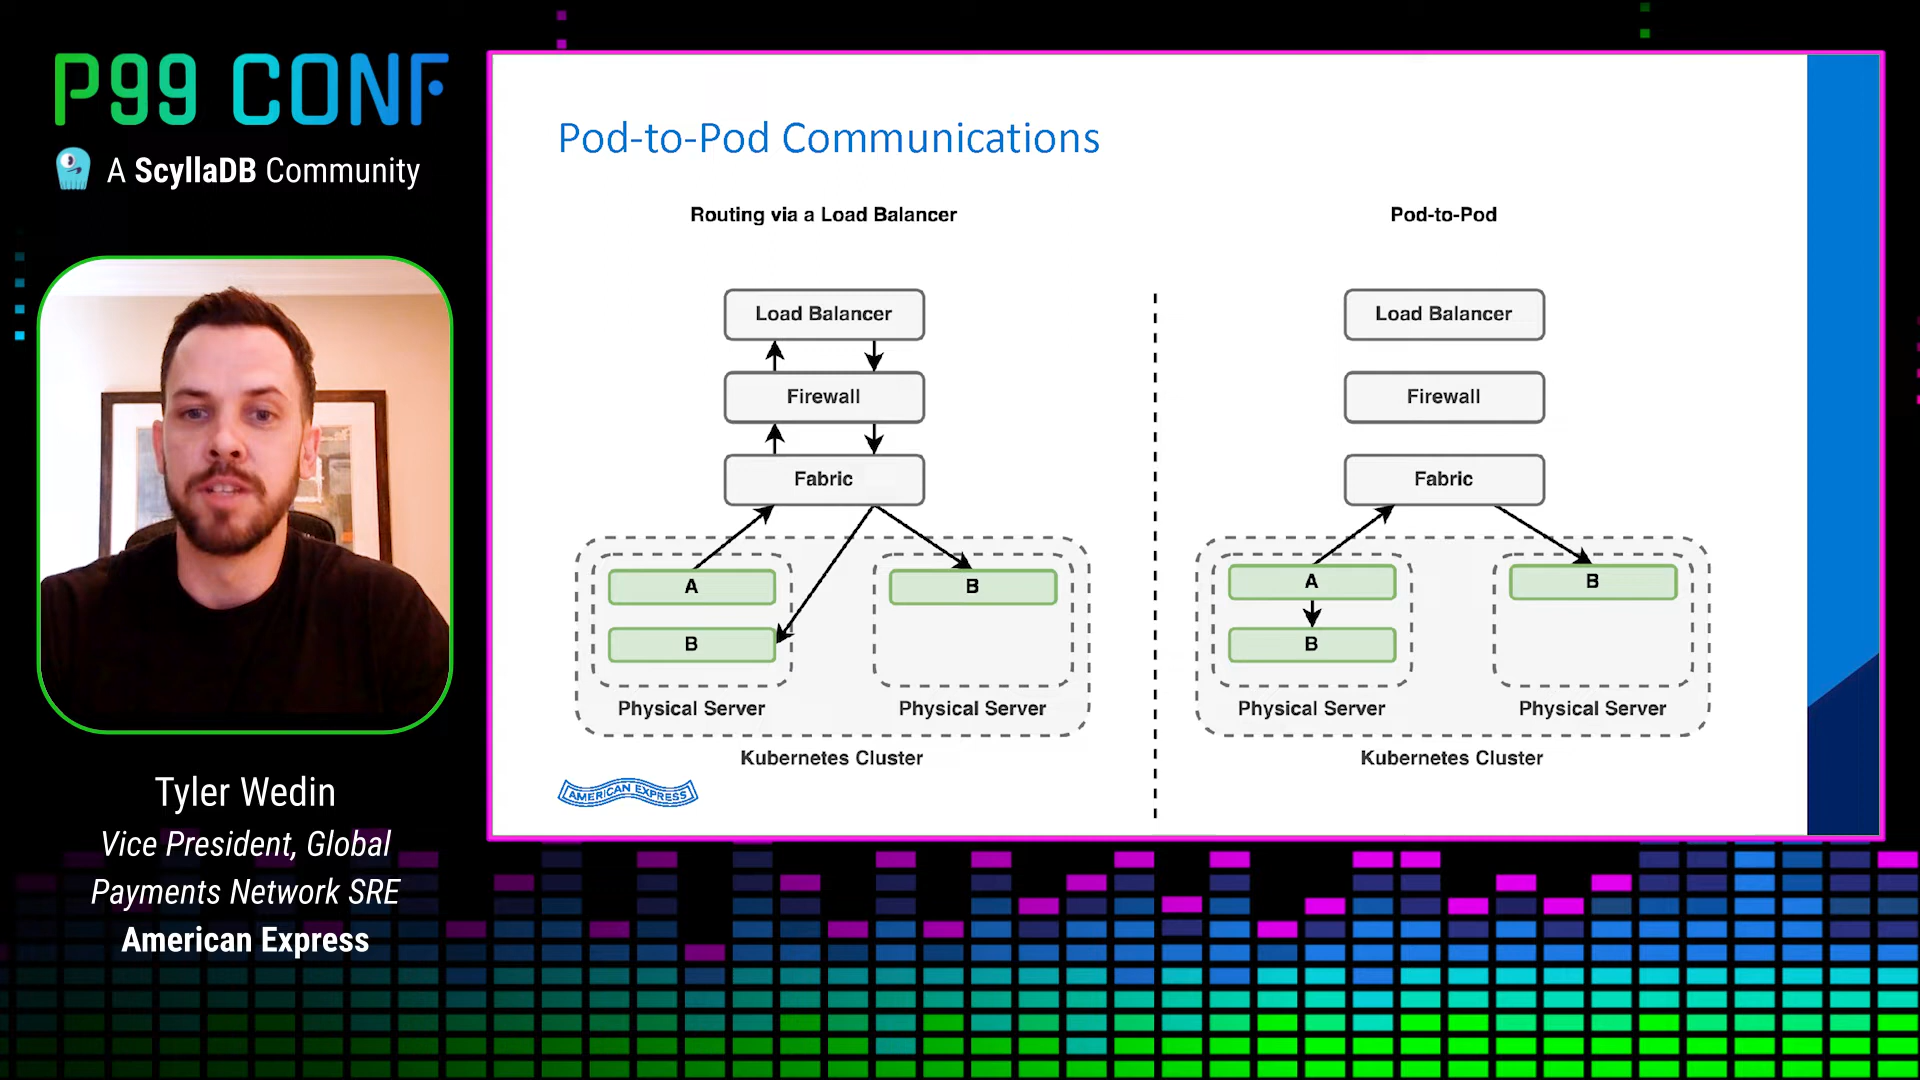 P99 CONF
A ScyllaDB Community
Tyler Wedin
Vice President, Global
Payments Network SRE
American Express
Pod-to-Pod Communications
Routing via a Load Balancer
Load Balancer
Firewall
Fabric
A
B
B
Physical Server
Physical Server
Kubernetes Cluster
AMERICAN EXPRESS
Pod-to-Pod
Load Balancer
Firewall
Fabric
A
B
B
Physical Server
Physical Server
Kubernetes Cluster